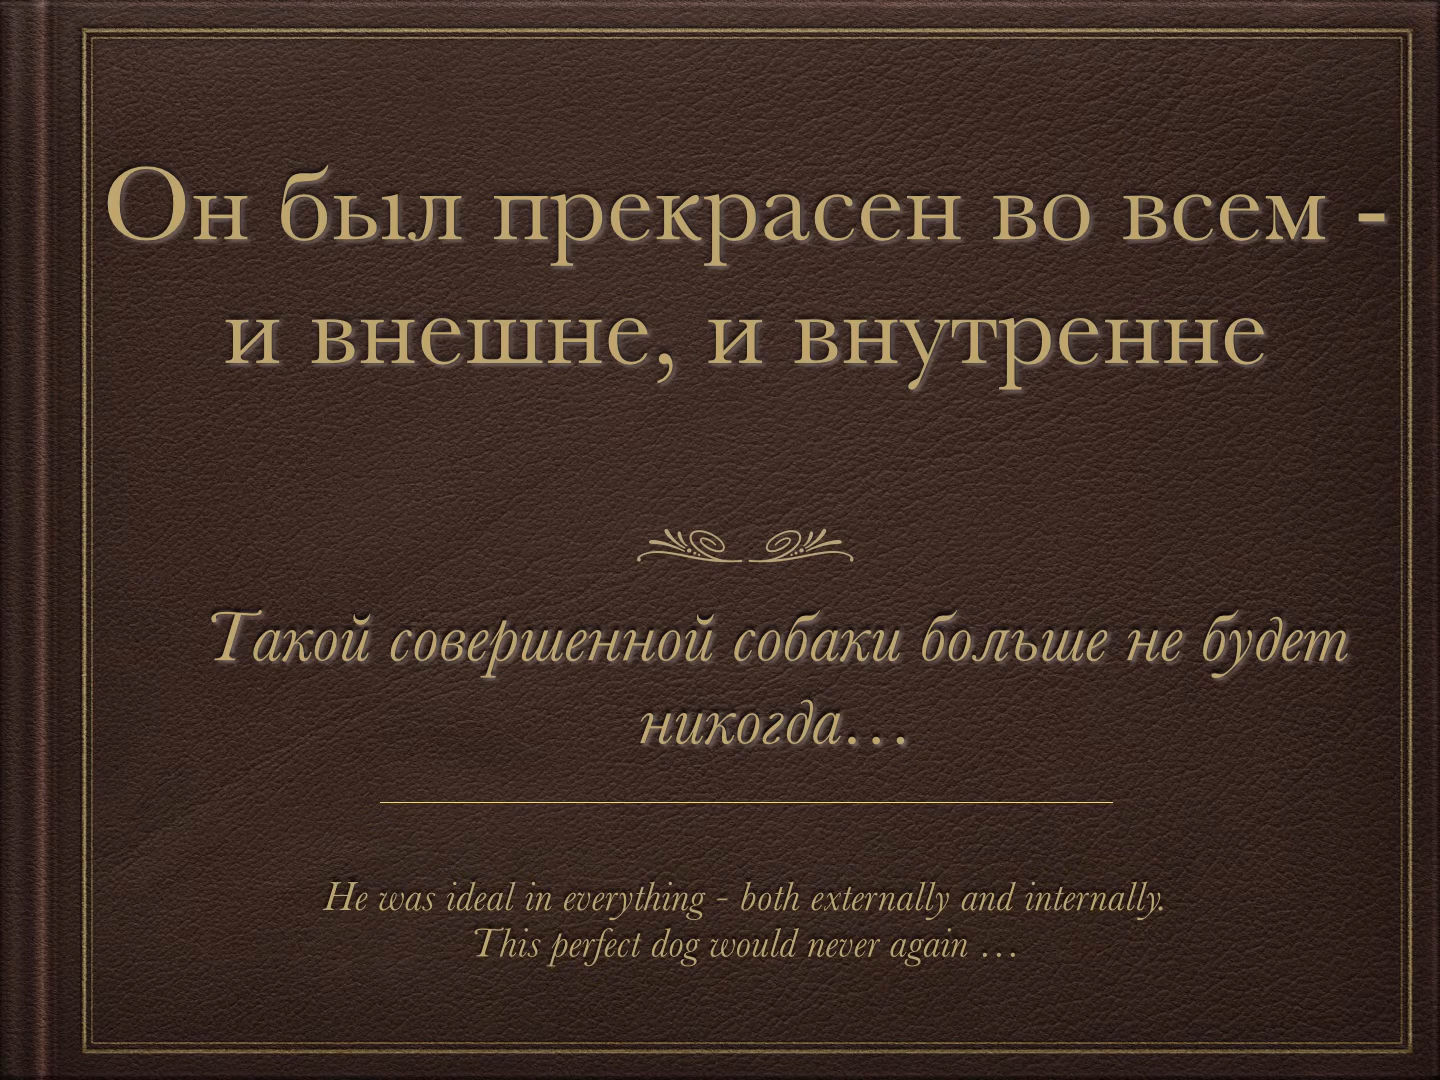 Он был прекрасен во всем -
и внешне, и внутренне
Такой совершенной собаки больше не будет
никогда…
He was ideal in everything - both externally and internally.
This perfect dog would never again …